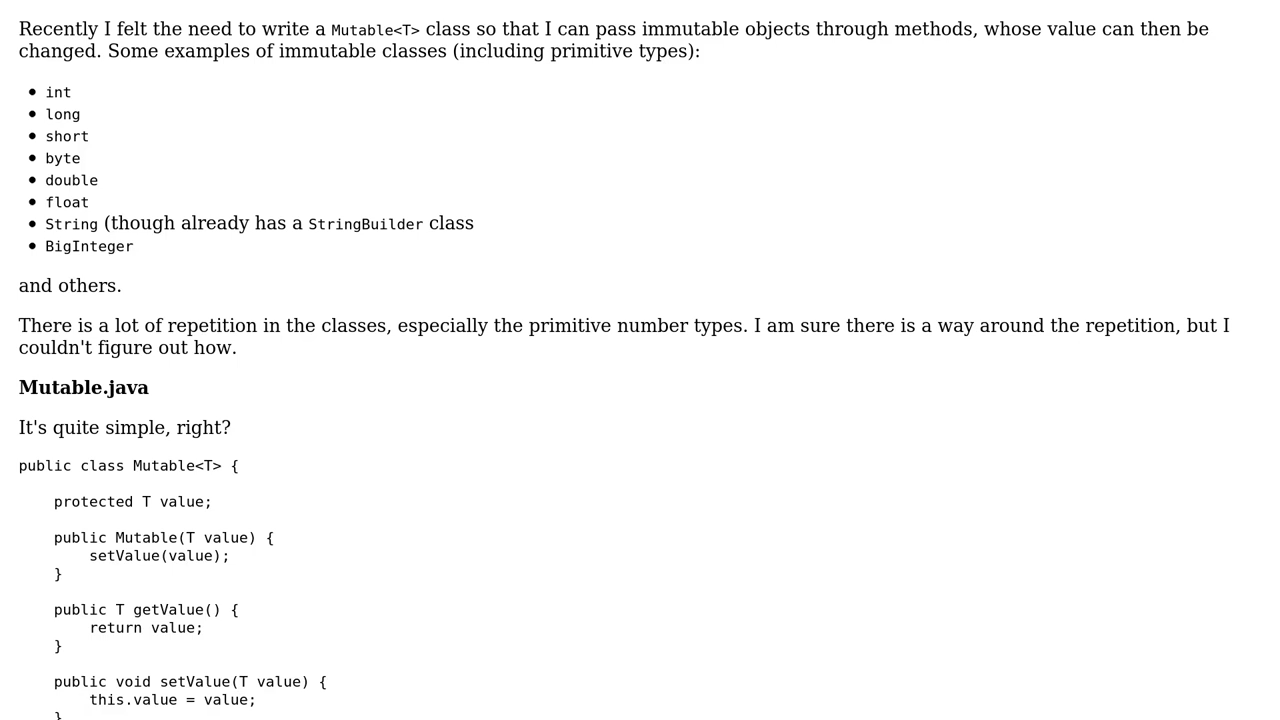 Recently I felt the need to write a Mutable<T> class so that I can pass immutable objects through methods, whose value can then be
changed. Some examples of immutable classes (including primitive types):
• int
• long
• short
• byte
• double
• float
• String (though already has a StringBuilder class
• BigInteger
and others.
There is a lot of repetition in the classes, especially the primitive number types. I am sure there is a way around the repetition, but I
couldn't figure out how.
Mutable.java
It's quite simple, right?
public class Mutable<T> {
    protected T value;
    public Mutable(T value) {
        setValue(value);
    }
    public T getValue() {
        return value;
    }
    public void setValue(T value) {
        this.value = value;
    }